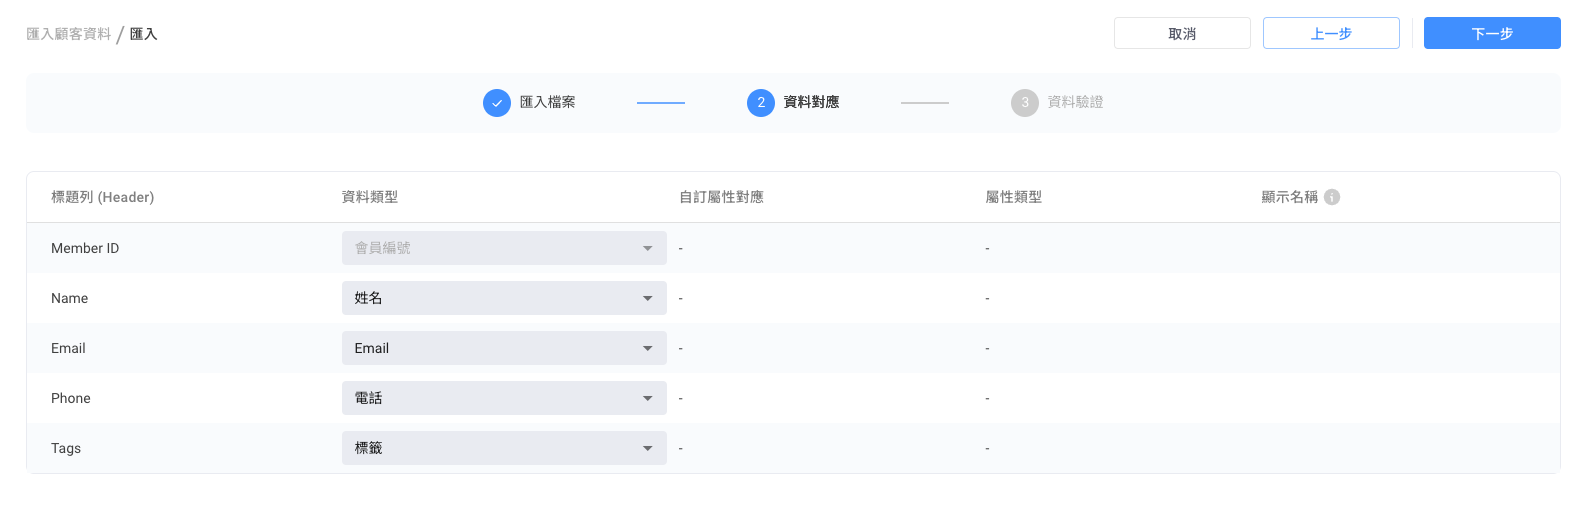 匯入顧客資料 / 匯入
取消
上一步
下一步
匯入檔案
2 資料對應
3 資料驗證
標題列 (Header) 資料類型 自訂屬性對應 屬性類型 顯示名稱
Member ID 會員編號 - -
Name 姓名 - -
Email Email - -
Phone 電話 - -
Tags 標籤 - -